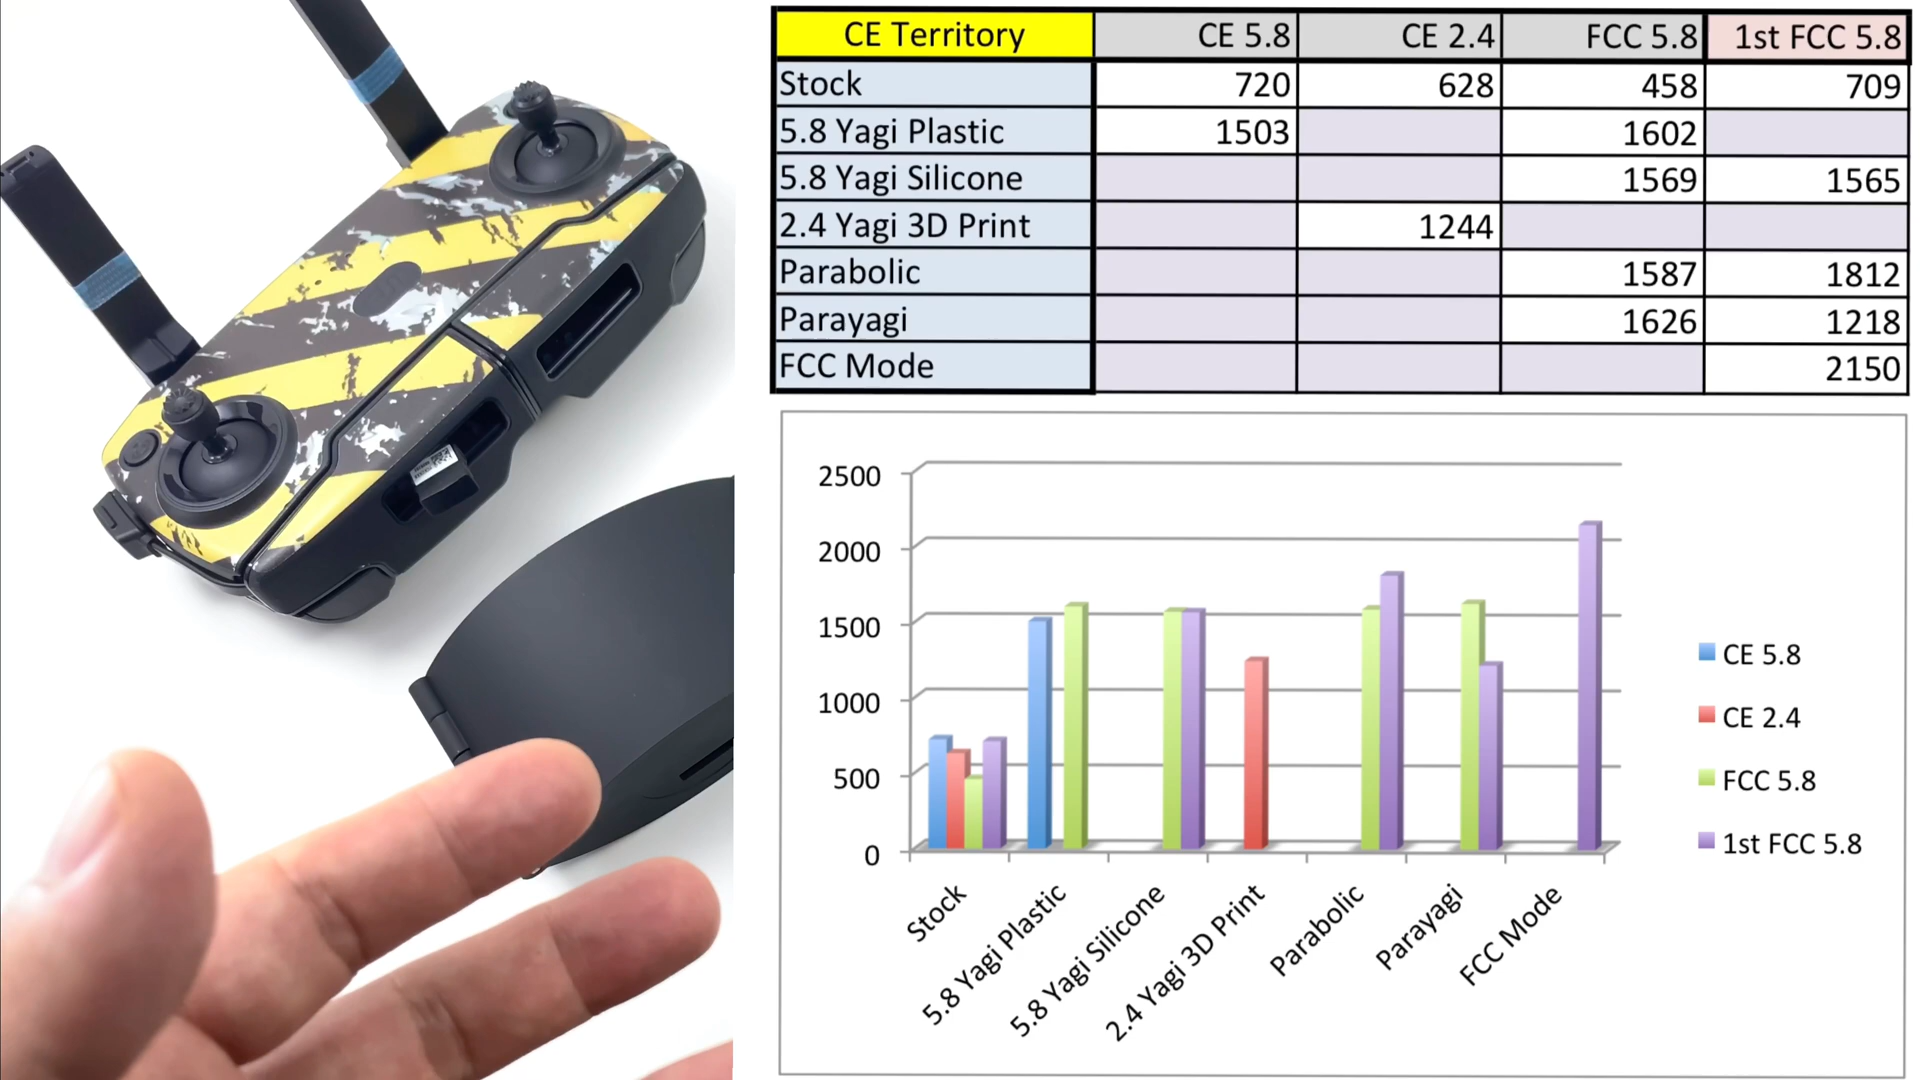 CE Territory CE 5.8 CE 2.4 FCC 5.8 1st FCC 5.8
Stock 720 628 458 709
5.8 Yagi Plastic 1503 1602
5.8 Yagi Silicone 1569 1565
2.4 Yagi 3D Print 1244
Parabolic 1587 1812
Parayagi 1626 1218
FCC Mode 2150
2500
2000
1500
1000
500
0
Stock
5.8 Yagi Plastic
5.8 Yagi Silicone
2.4 Yagi 3D Print
Parabolic
Parayagi
FCC Mode
CE 5.8
CE 2.4
FCC 5.8
1st FCC 5.8